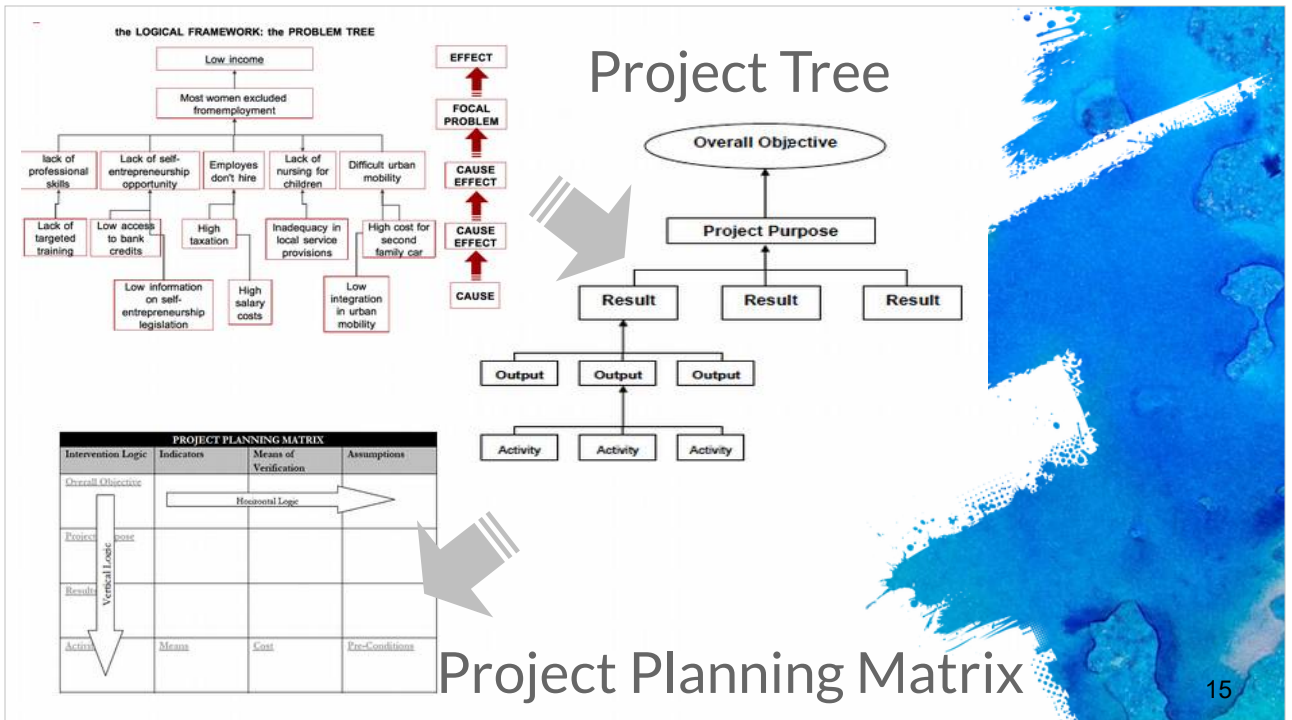 the LOGICAL FRAMEWORK: the PROBLEM TREE
Low income
Most women excluded
fromemployment
lack of
professional
skills
Lack of self-
entrepreneurship
opportunity
Employes
don't hire
Lack of
nursing for
children
Difficult urban
mobility
Lack of
targeted
training
Low access
to bank
credits
High
taxation
Inadequacy in
local service
provisions
High cost for
second
family car
Low information
on self-
entrepreneurship
legislation
High
salary
costs
Low
integration
in urban
mobility
EFFECT
FOCAL
PROBLEM
CAUSE
EFFECT
CAUSE
EFFECT
CAUSE
Project Tree
Overall Objective
Project Purpose
Result
Result
Result
Output
Output
Output
Activity
Activity
Activity
PROJECT PLANNING MATRIX
Intervention Logic
Indicators
Means of
Verification
Assumptions
Overall Objective
Horizontal Logic
Project
Vertical Logic
Results
Means
Cost
Pre-Conditions
Project Planning Matrix
15